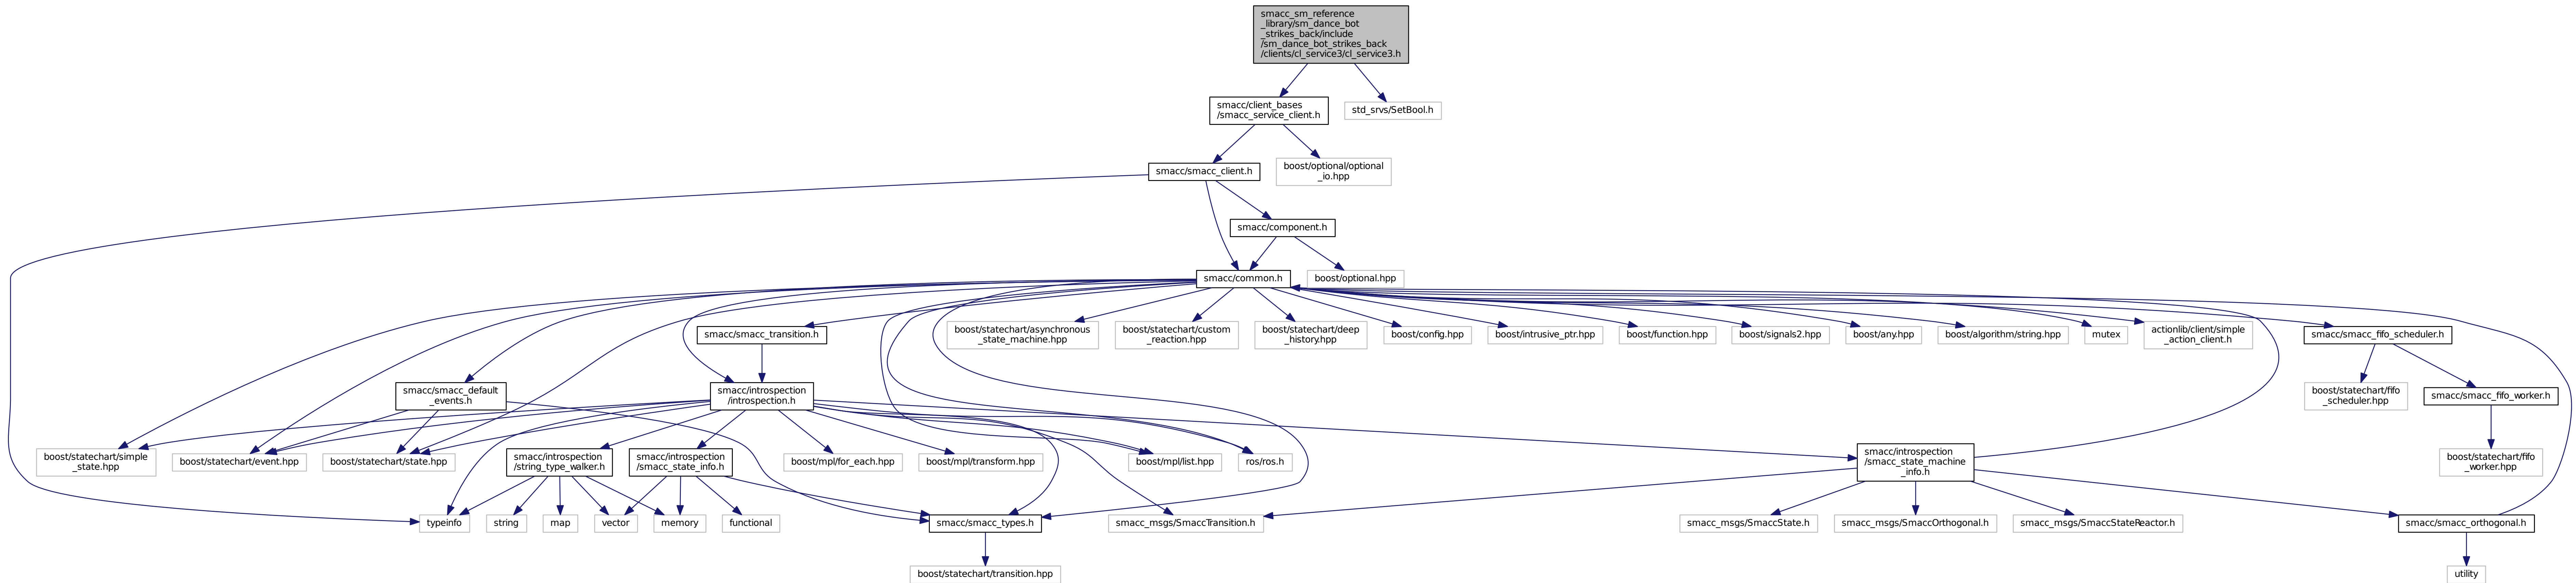 smacc_sm_reference
_library/sm_dance_bot
_strikes_back/include
/sm_dance_bot_strikes_back
/clients/cl_service3/cl_service3.h
smacc/client_bases
/smacc_service_client.h
std_srvs/SetBool.h
smacc/smacc_client.h
boost/optional/optional
_io.hpp
smacc/component.h
smacc/common.h
boost/optional.hpp
smacc/smacc_transition.h
boost/statechart/asynchronous
_state_machine.hpp
boost/statechart/custom
_reaction.hpp
boost/statechart/deep
_history.hpp
boost/config.hpp
boost/intrusive_ptr.hpp
boost/function.hpp
boost/signals2.hpp
boost/any.hpp
boost/algorithm/string.hpp
mutex
actionlib/client/simple
_action_client.h
smacc/smacc_fifo_scheduler.h
smacc/smacc_default
_events.h
smacc/introspection
/introspection.h
boost/statechart/fifo
_scheduler.hpp
smacc/smacc_fifo_worker.h
boost/statechart/simple
_state.hpp
boost/statechart/event.hpp
boost/statechart/state.hpp
smacc/introspection
/string_type_walker.h
smacc/introspection
/smacc_state_info.h
boost/mpl/for_each.hpp
boost/mpl/transform.hpp
boost/mpl/list.hpp
ros/ros.h
smacc/introspection
/smacc_state_machine
_info.h
boost/statechart/fifo
_worker.hpp
typeinfo
string
map
vector
memory
functional
smacc/smacc_types.h
smacc_msgs/SmaccTransition.h
smacc_msgs/SmaccState.h
smacc_msgs/SmaccOrthogonal.h
smacc_msgs/SmaccStateReactor.h
smacc/smacc_orthogonal.h
boost/statechart/transition.hpp
utility